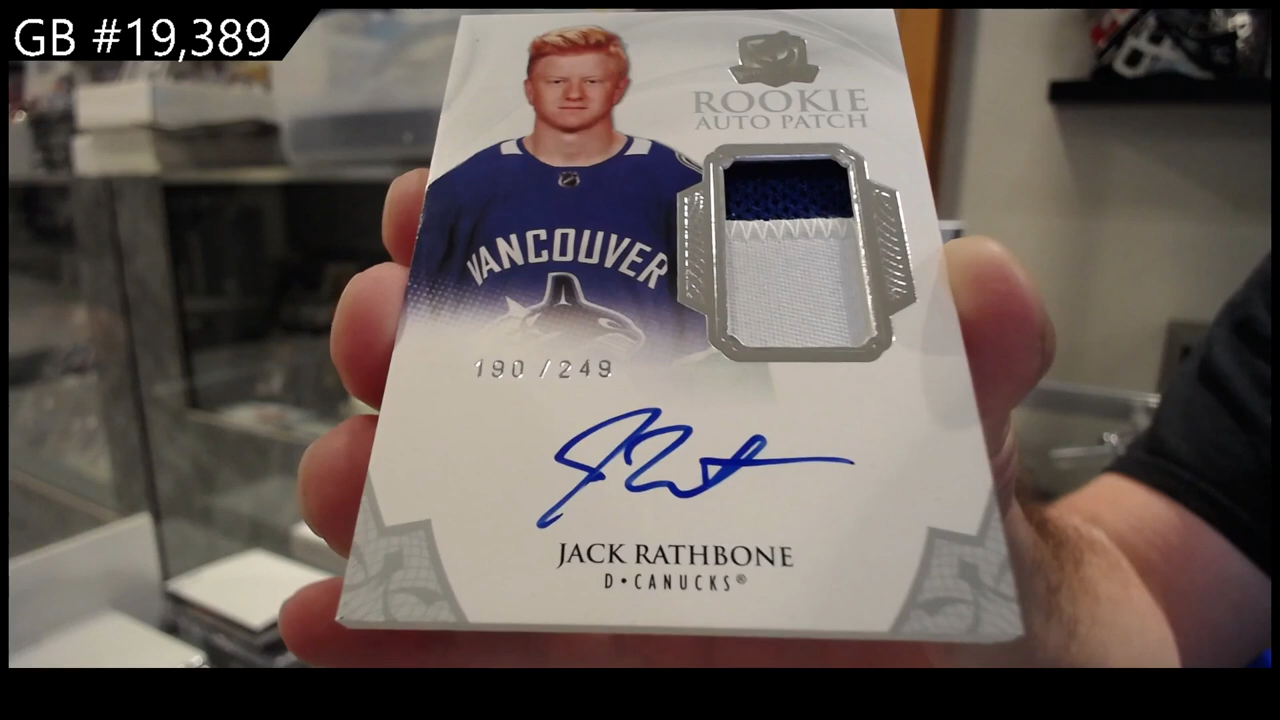 GB #19,389
ROOKIE
AUTO PATCH
VANCOUVER
190 / 249
JACK RATHBONE
D • CANUCKS®